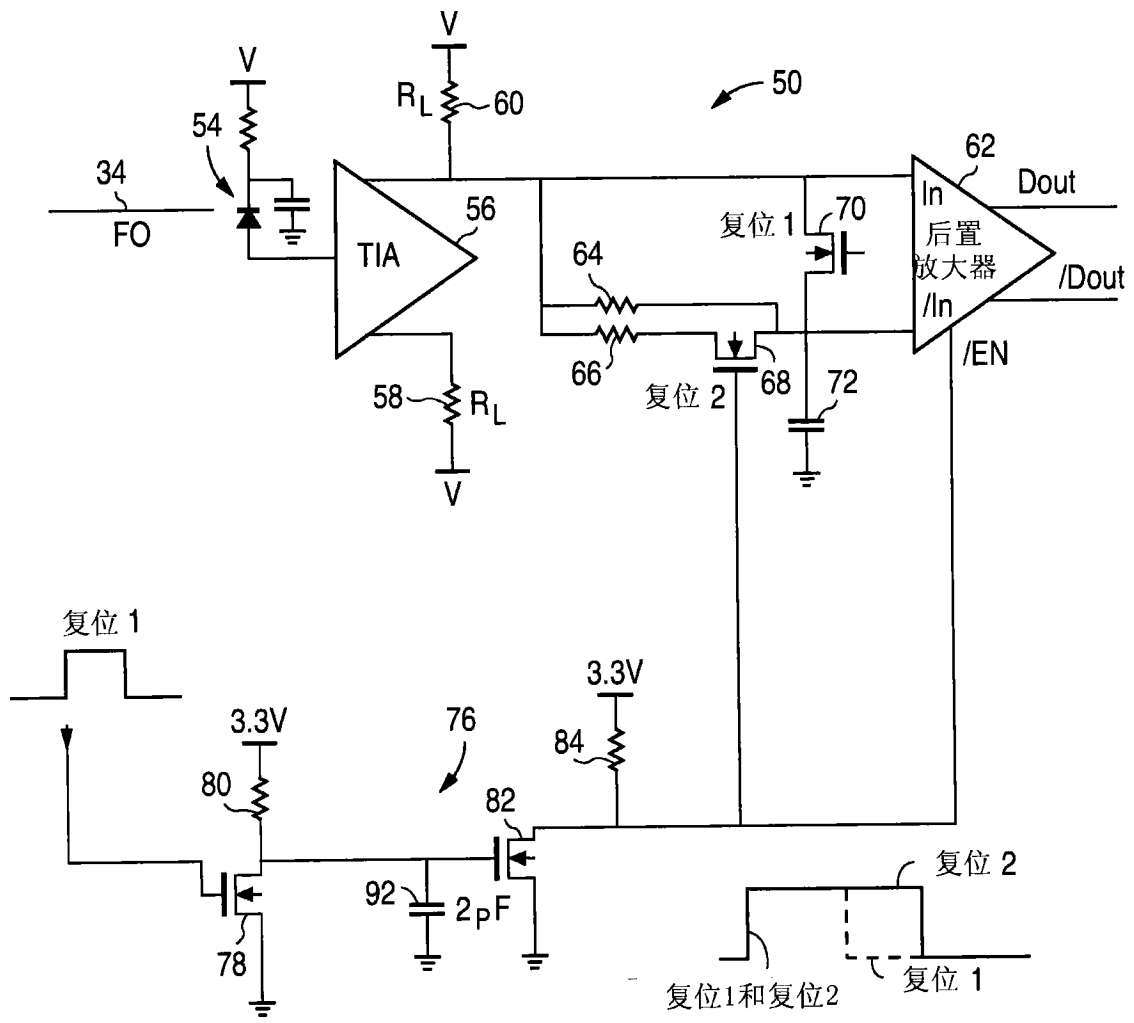 V
V
50
R_L
60
54
34
FO
TIA
56
62
In
后置
放大器
/In
Dout
/Dout
/EN
复位 1
70
64
66
68
复位 2
72
58
R_L
V
复位 1
3.3V
80
78
76
92
2pF
82
3.3V
84
复位 2
复位 1
复位1和复位2